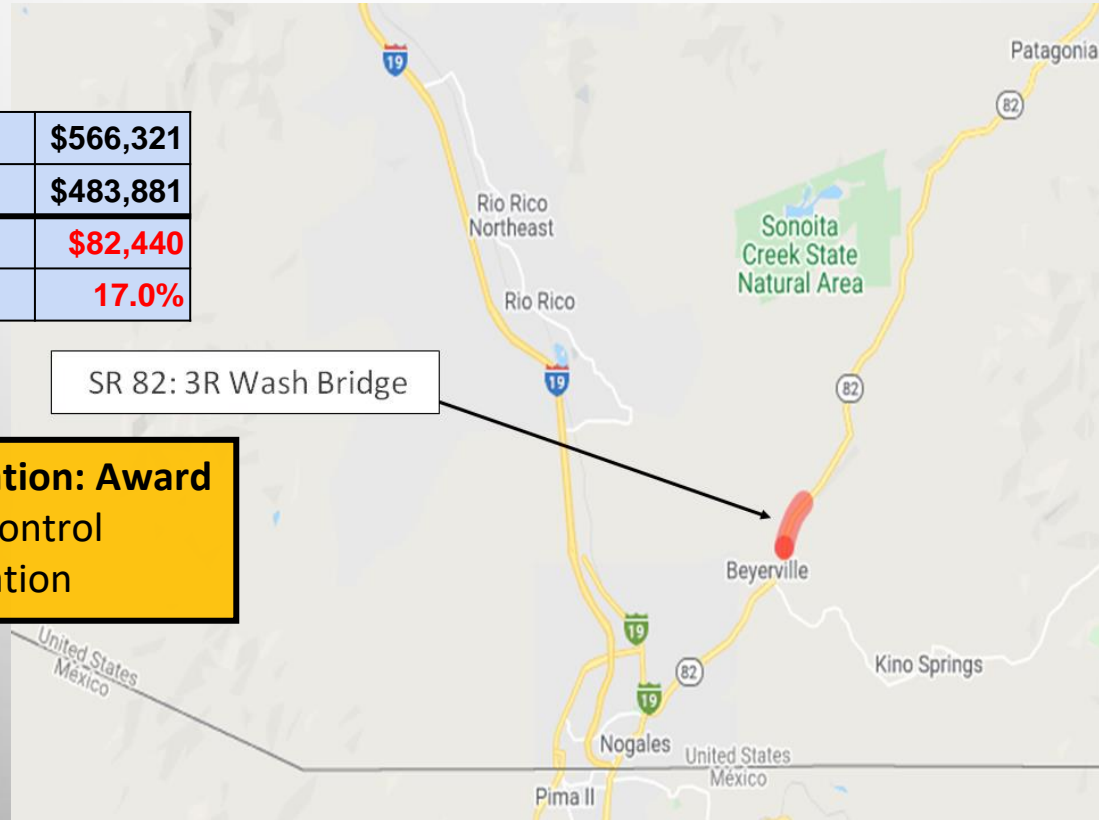 $566,321
$483,881
$82,440
17.0%
SR 82: 3R Wash Bridge
ation: Award
ontrol
ation
19
Patagonia
82
Rio Rico
Northeast
Sonoita
Creek State
Natural Area
Rio Rico
19
82
Beyerville
United States
México
19
82
Kino Springs
19
Nogales
United States
México
Pima II